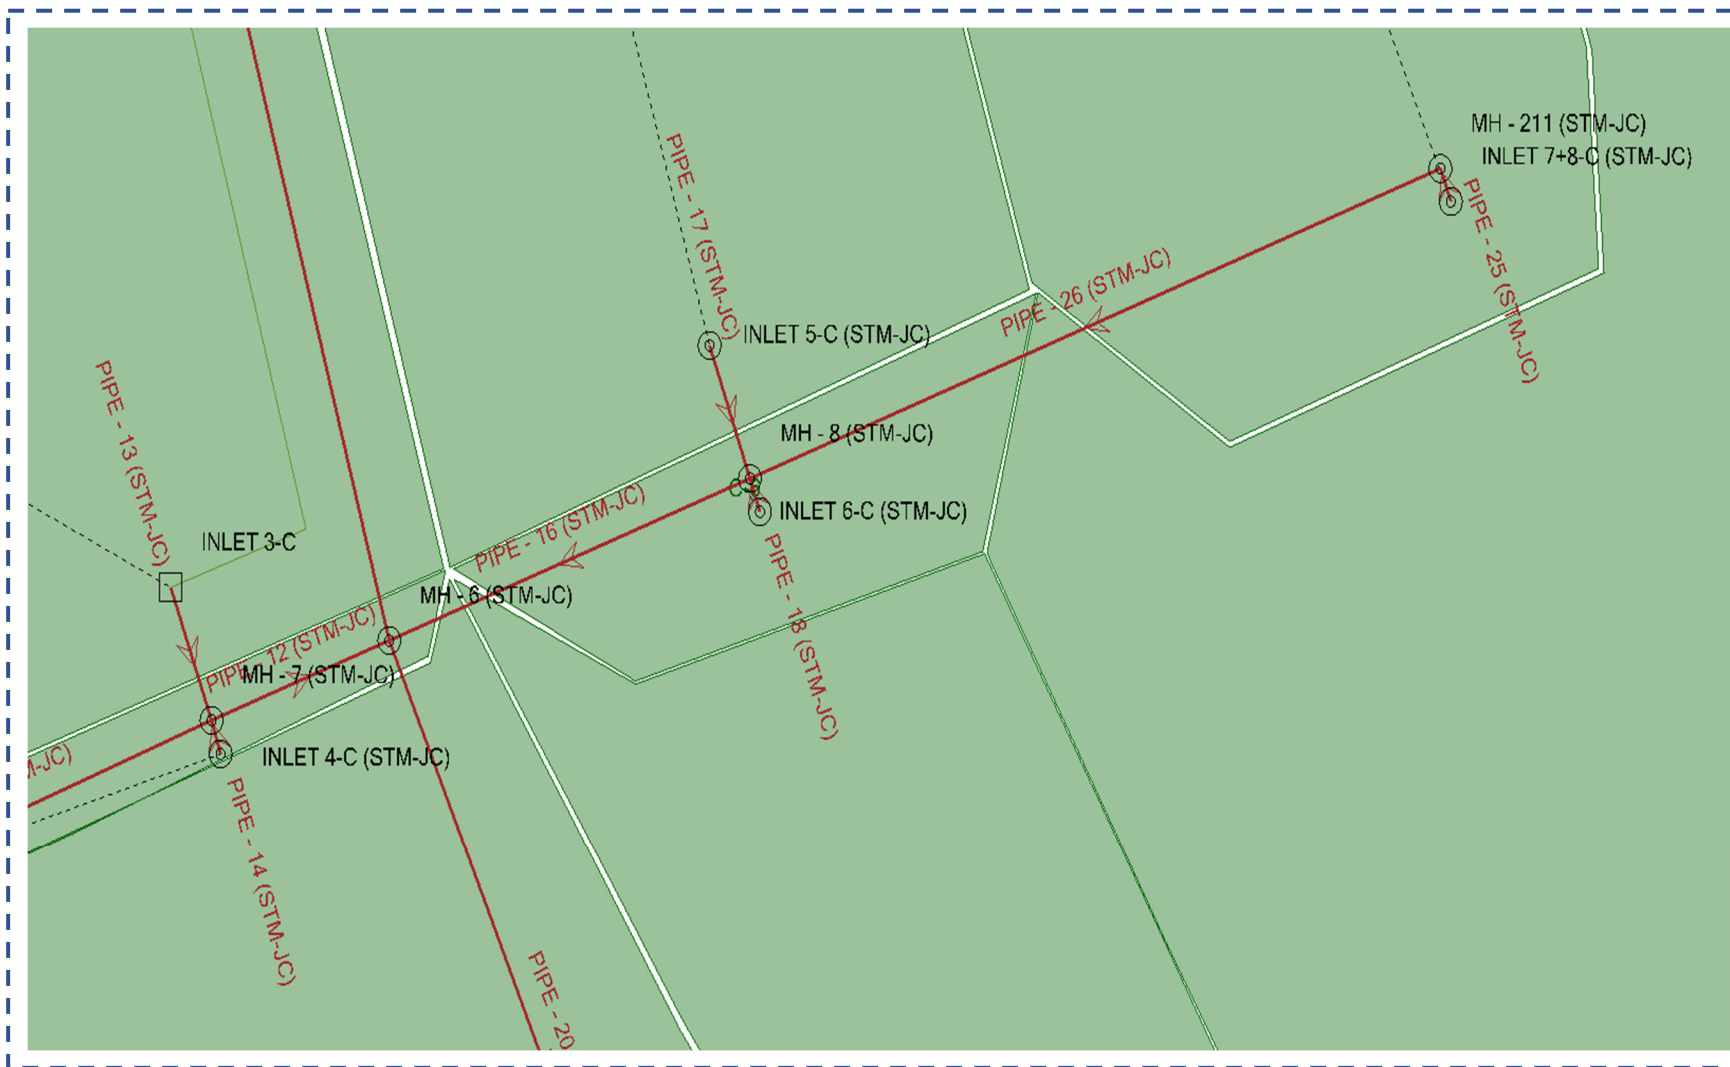 MH - 211 (STM-JC)
INLET 7+8-C (STM-JC)
PIPE - 17 (STM-JC)
PIPE - 25 (STM-JC)
PIPE - 26 (STM-JC)
INLET 5-C (STM-JC)
PIPE - 13 (STM-JC)
MH - 8 (STM-JC)
PIPE - 16 (STM-JC)
INLET 6-C (STM-JC)
INLET 3-C
PIPE - 18 (STM-JC)
MH - 6 (STM-JC)
PIPE - 12 (STM-JC)
MH - 7 (STM-JC)
INLET 4-C (STM-JC)
M-JC)
PIPE - 14 (STM-JC)
PIPE - 20